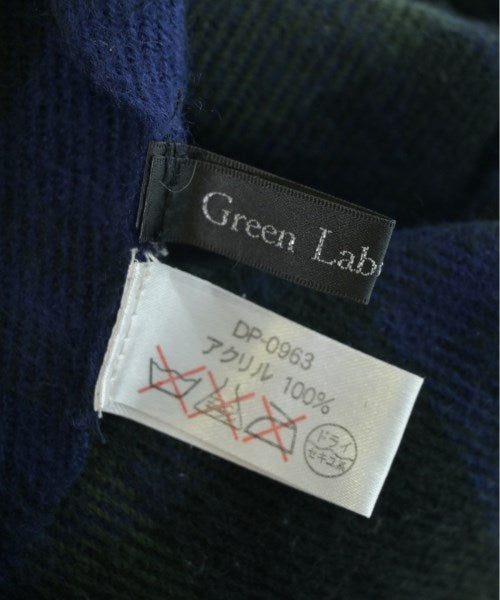 Green Lab
DP-0963
アクリル 100%
ドライ
セキユ系